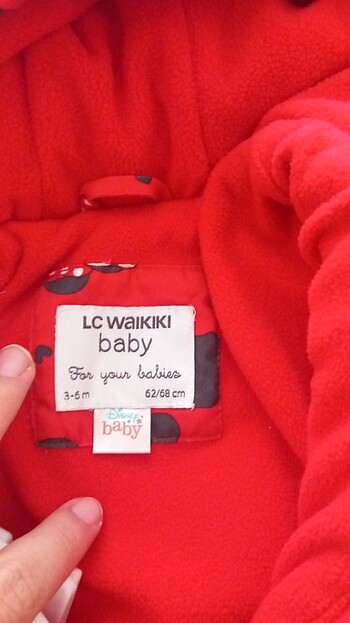 LC WAIKIKI
baby
For your babies
3-6 m 62/68 cm
Disney
baby